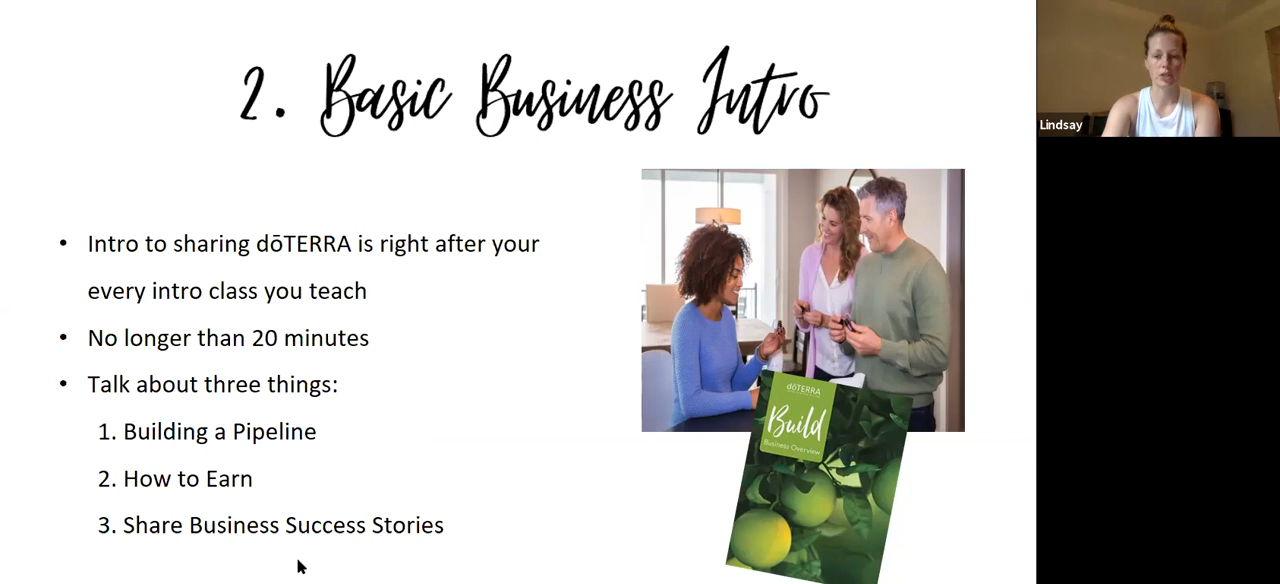 2. Basic Business Intro
Lindsay
• Intro to sharing dōTERRA is right after your
every intro class you teach
• No longer than 20 minutes
• Talk about three things:
1. Building a Pipeline
2. How to Earn
3. Share Business Success Stories
dōTERRA
Build
Business Overview